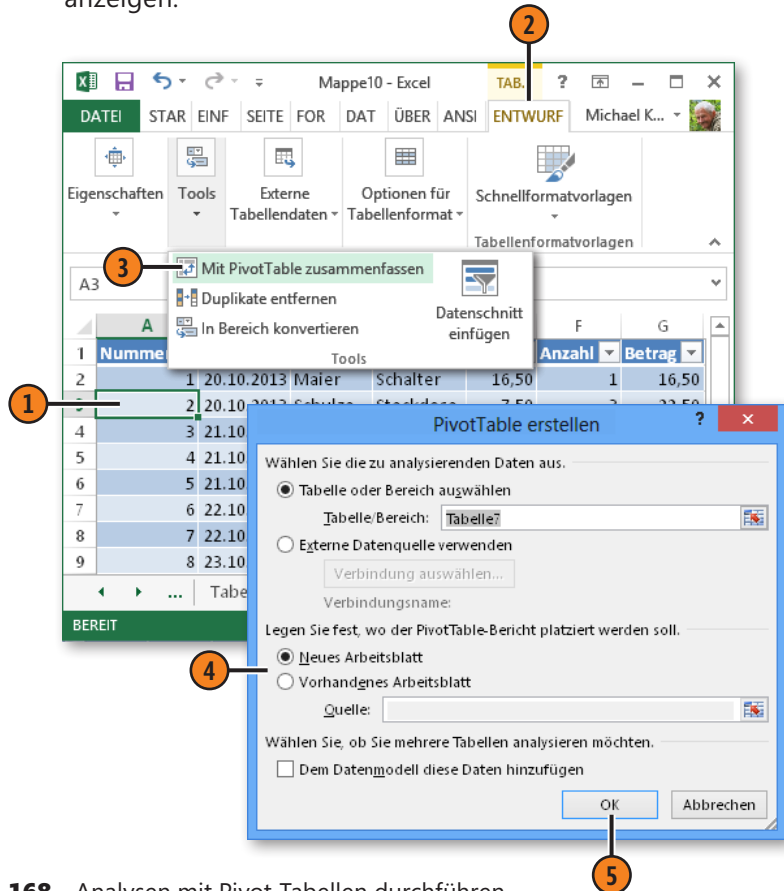 anzeigen.
2
Mappe10 - Excel TAB. ?
DATEI STAR EINF SEITE FOR DAT ÜBER ANSI ENTWURF Michael K...
Eigenschaften Tools Externe Tabellendaten Optionen für Tabellenformat Schnellformatvorlagen
Tabellenformatvorlagen
3
A3
Mit PivotTable zusammenfassen
Duplikate entfernen
In Bereich konvertieren
Datenschnitt einfügen
Tools
A F G
1 Nummer Anzahl Betrag
2 1 20.10.2013 Maier Schalter 16,50 1 16,50
1
2 20.10.2013
4 3 21.10
5 4 21.10
6 5 21.10
7 6 22.10
8 7 22.10
9 8 23.10
... Tabe
BEREIT
PivotTable erstellen ?
Wählen Sie die zu analysierenden Daten aus.
Tabelle oder Bereich auswählen
Tabelle/Bereich: Tabelle7
Externe Datenquelle verwenden
Verbindung auswählen...
Verbindungsname:
Legen Sie fest, wo der PivotTable-Bericht platziert werden soll.
4
Neues Arbeitsblatt
Vorhandenes Arbeitsblatt
Quelle:
Wählen Sie, ob Sie mehrere Tabellen analysieren möchten.
Dem Datenmodell diese Daten hinzufügen
OK Abbrechen
5
168 Analysen mit Pivot-Tabellen durchführen